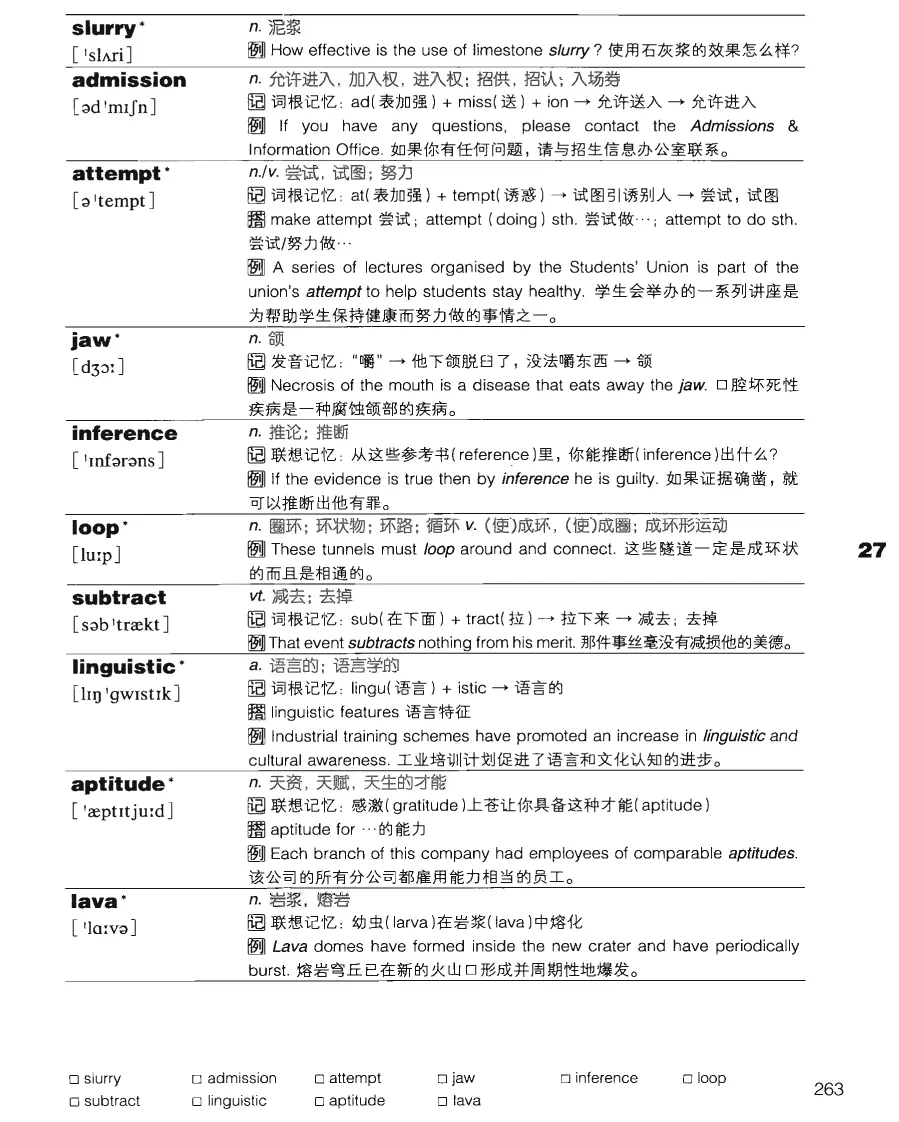 slurry* n. 泥浆
[ˈslʌri] 例 How effective is the use of limestone slurry? 使用石灰浆的效果怎么样?
admission n. 允许进入, 加入权, 进入权; 招供, 招认; 入场券
[ədˈmɪʃn] 记 词根记忆: ad(表加强) + miss(送) + ion → 允许送入 → 允许进入
例 If you have any questions, please contact the Admissions &
Information Office. 如果你有任何问题, 请与招生信息办公室联系。
attempt* n./v. 尝试, 试图; 努力
[əˈtempt] 记 词根记忆: at(表加强) + tempt(诱惑) → 试图引诱别人 → 尝试, 试图
搭 make attempt 尝试; attempt (doing) sth. 尝试做…; attempt to do sth.
尝试/努力做…
例 A series of lectures organised by the Students' Union is part of the
union's attempt to help students stay healthy. 学生会举办的一系列讲座是
为帮助学生保持健康而努力做的事情之一。
jaw* n. 颌
[dʒɔː] 记 发音记忆: “嚼” → 他下颌脱臼了, 没法嚼东西 → 颌
例 Necrosis of the mouth is a disease that eats away the jaw. 口腔坏死性
疾病是一种腐蚀颌部的疾病。
inference n. 推论; 推断
[ˈɪnfərəns] 记 联想记忆: 从这些参考书(reference)里, 你能推断(inference)出什么?
例 If the evidence is true then by inference he is guilty. 如果证据确凿, 就
可以推断出他有罪。
loop* n. 圈环; 环状物; 环路; 循环 v. (使)成环, (使)成圈; 成环形运动
[luːp] 例 These tunnels must loop around and connect. 这些隧道一定是成环状
27
的而且是相通的。
subtract vt. 减去; 去掉
[səbˈtrækt] 记 词根记忆: sub(在下面) + tract(拉) → 拉下来 → 减去; 去掉
例 That event subtracts nothing from his merit. 那件事丝毫没有减损他的美德。
linguistic* a. 语言的; 语言学的
[lɪŋˈgwɪstɪk] 记 词根记忆: lingu(语言) + istic → 语言的
搭 linguistic features 语言特征
例 Industrial training schemes have promoted an increase in linguistic and
cultural awareness. 工业培训计划促进了语言和文化认知的进步。
aptitude* n. 天资, 天赋, 天生的才能
[ˈæptɪtjuːd] 记 联想记忆: 感激(gratitude)上苍让你具备这种才能(aptitude)
搭 aptitude for …的能力
例 Each branch of this company had employees of comparable aptitudes.
该公司的所有分公司都雇用能力相当的员工。
lava* n. 岩浆, 熔岩
[ˈlɑːvə] 记 联想记忆: 幼虫(larva)在岩浆(lava)中熔化
例 Lava domes have formed inside the new crater and have periodically
burst. 熔岩穹丘已在新的火山口形成并周期性地爆发。
□ slurry □ admission □ attempt □ jaw □ inference □ loop
□ subtract □ linguistic □ aptitude □ lava
263